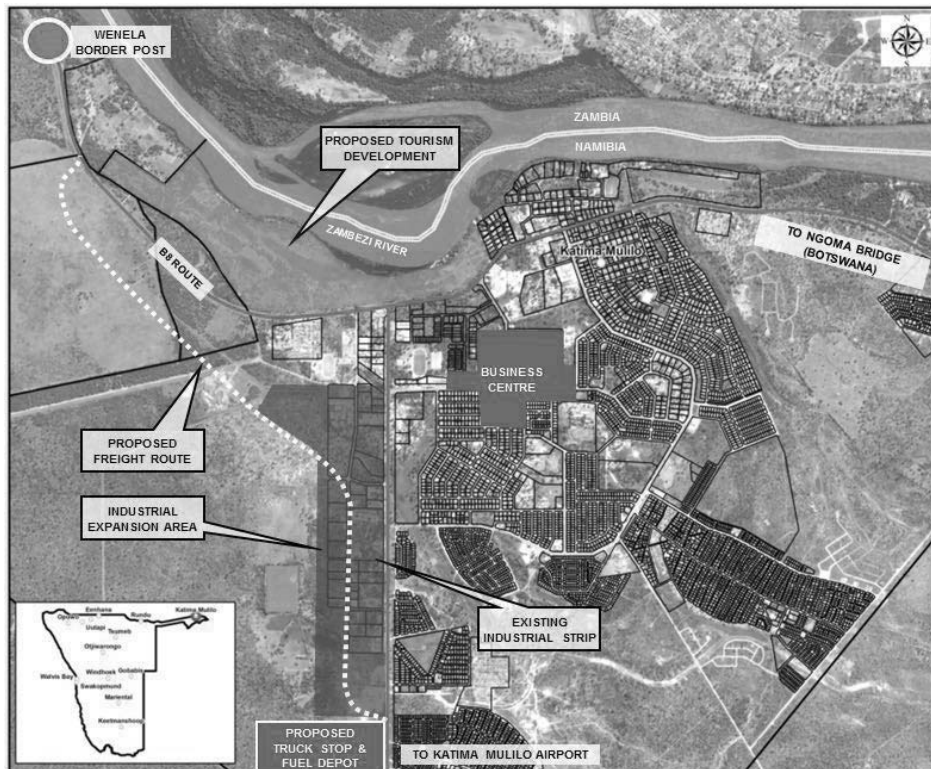 WENELA
BORDER POST
N
W
E
S
ZAMBIA
NAMIBIA
PROPOSED TOURISM
DEVELOPMENT
ZAMBEZI RIVER
B8 ROUTE
Katima Mulilo
TO NGOMA BRIDGE
(BOTSWANA)
BUSINESS
CENTRE
PROPOSED
FREIGHT ROUTE
INDUSTRIAL
EXPANSION AREA
EXISTING
INDUSTRIAL STRIP
PROPOSED
TRUCK STOP &
FUEL DEPOT
TO KATIMA MULILO AIRPORT
Opuwo
Eenhana
Rundu
Katima Mulilo
Outapi
Tsumeb
Otjiwarongo
Windhoek
Gobabis
Walvis Bay
Swakopmund
Mariental
Keetmanshoop